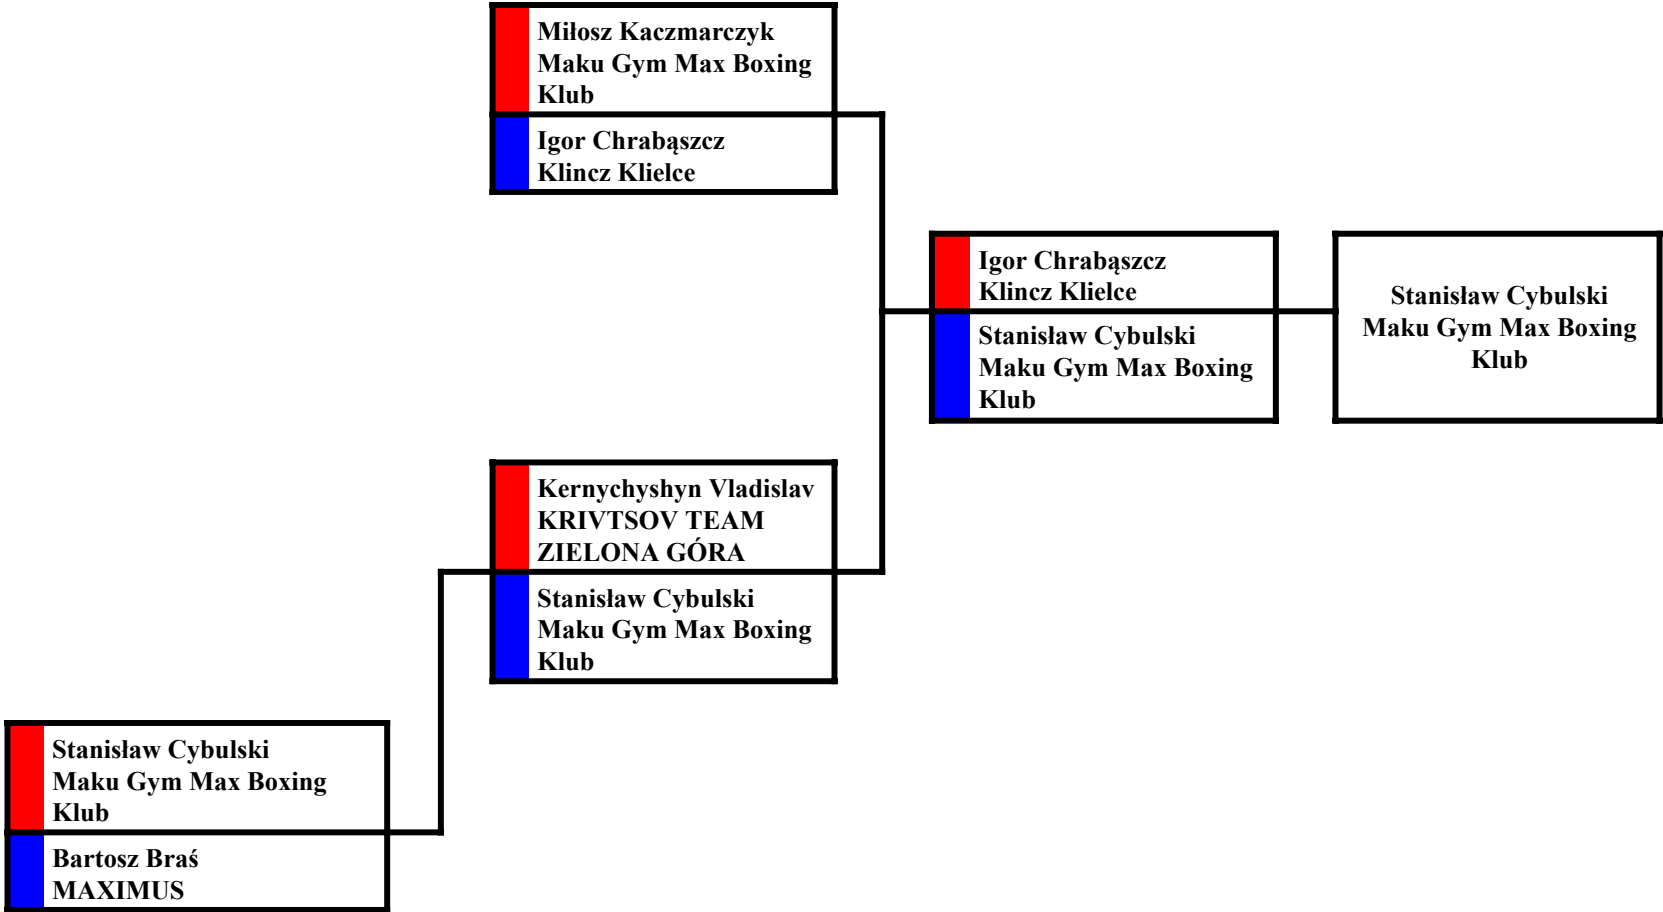 Miłosz Kaczmarczyk
Maku Gym Max Boxing
Klub
Igor Chrabąszcz
Klincz Klielce
Igor Chrabąszcz
Klincz Klielce
Stanisław Cybulski
Maku Gym Max Boxing
Klub
Stanisław Cybulski
Maku Gym Max Boxing
Klub
Kernychyshyn Vladislav
KRIVTSOV TEAM
ZIELONA GÓRA
Stanisław Cybulski
Maku Gym Max Boxing
Klub
Stanisław Cybulski
Maku Gym Max Boxing
Klub
Bartosz Braś
MAXIMUS